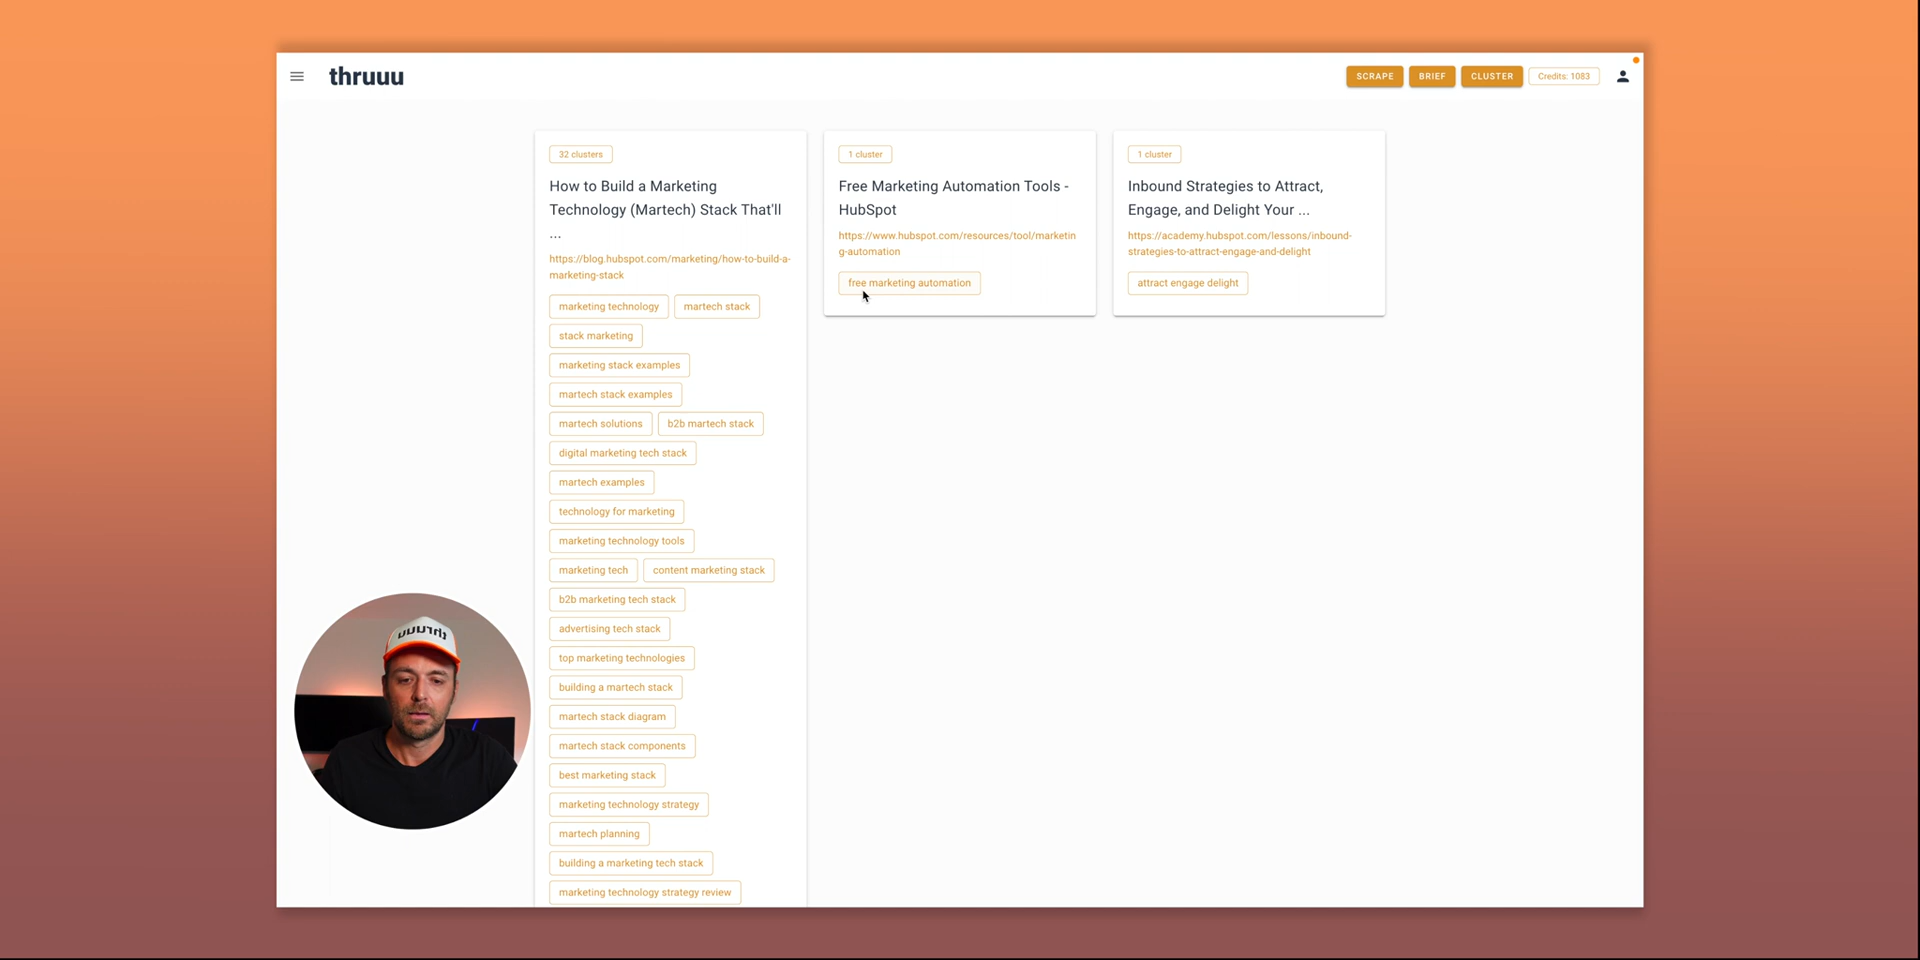 thruuu
SCRAPE
BRIEF
CLUSTER
Credits: 1083
32 clusters
How to Build a Marketing
Technology (Martech) Stack That'll
...
https://blog.hubspot.com/marketing/how-to-build-a-
marketing-stack
marketing technology
martech stack
stack marketing
marketing stack examples
martech stack examples
martech solutions
b2b martech stack
digital marketing tech stack
martech examples
technology for marketing
marketing technology tools
marketing tech
content marketing stack
b2b marketing tech stack
advertising tech stack
top marketing technologies
building a martech stack
martech stack diagram
martech stack components
best marketing stack
marketing technology strategy
martech planning
building a marketing tech stack
marketing technology strategy review
1 cluster
Free Marketing Automation Tools -
HubSpot
https://www.hubspot.com/resources/tool/marketin
g-automation
free marketing automation
1 cluster
Inbound Strategies to Attract,
Engage, and Delight Your ...
https://academy.hubspot.com/lessons/inbound-
strategies-to-attract-engage-and-delight
attract engage delight
thruuu